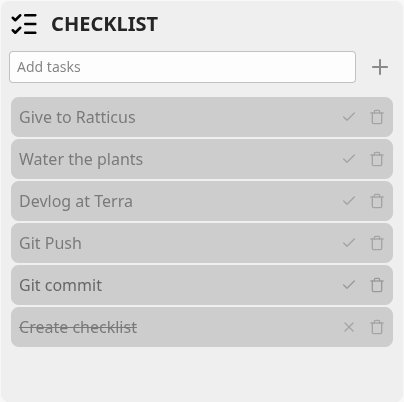 CHECKLIST
Add tasks
Give to Ratticus
Water the plants
Devlog at Terra
Git Push
Git commit
Create checklist